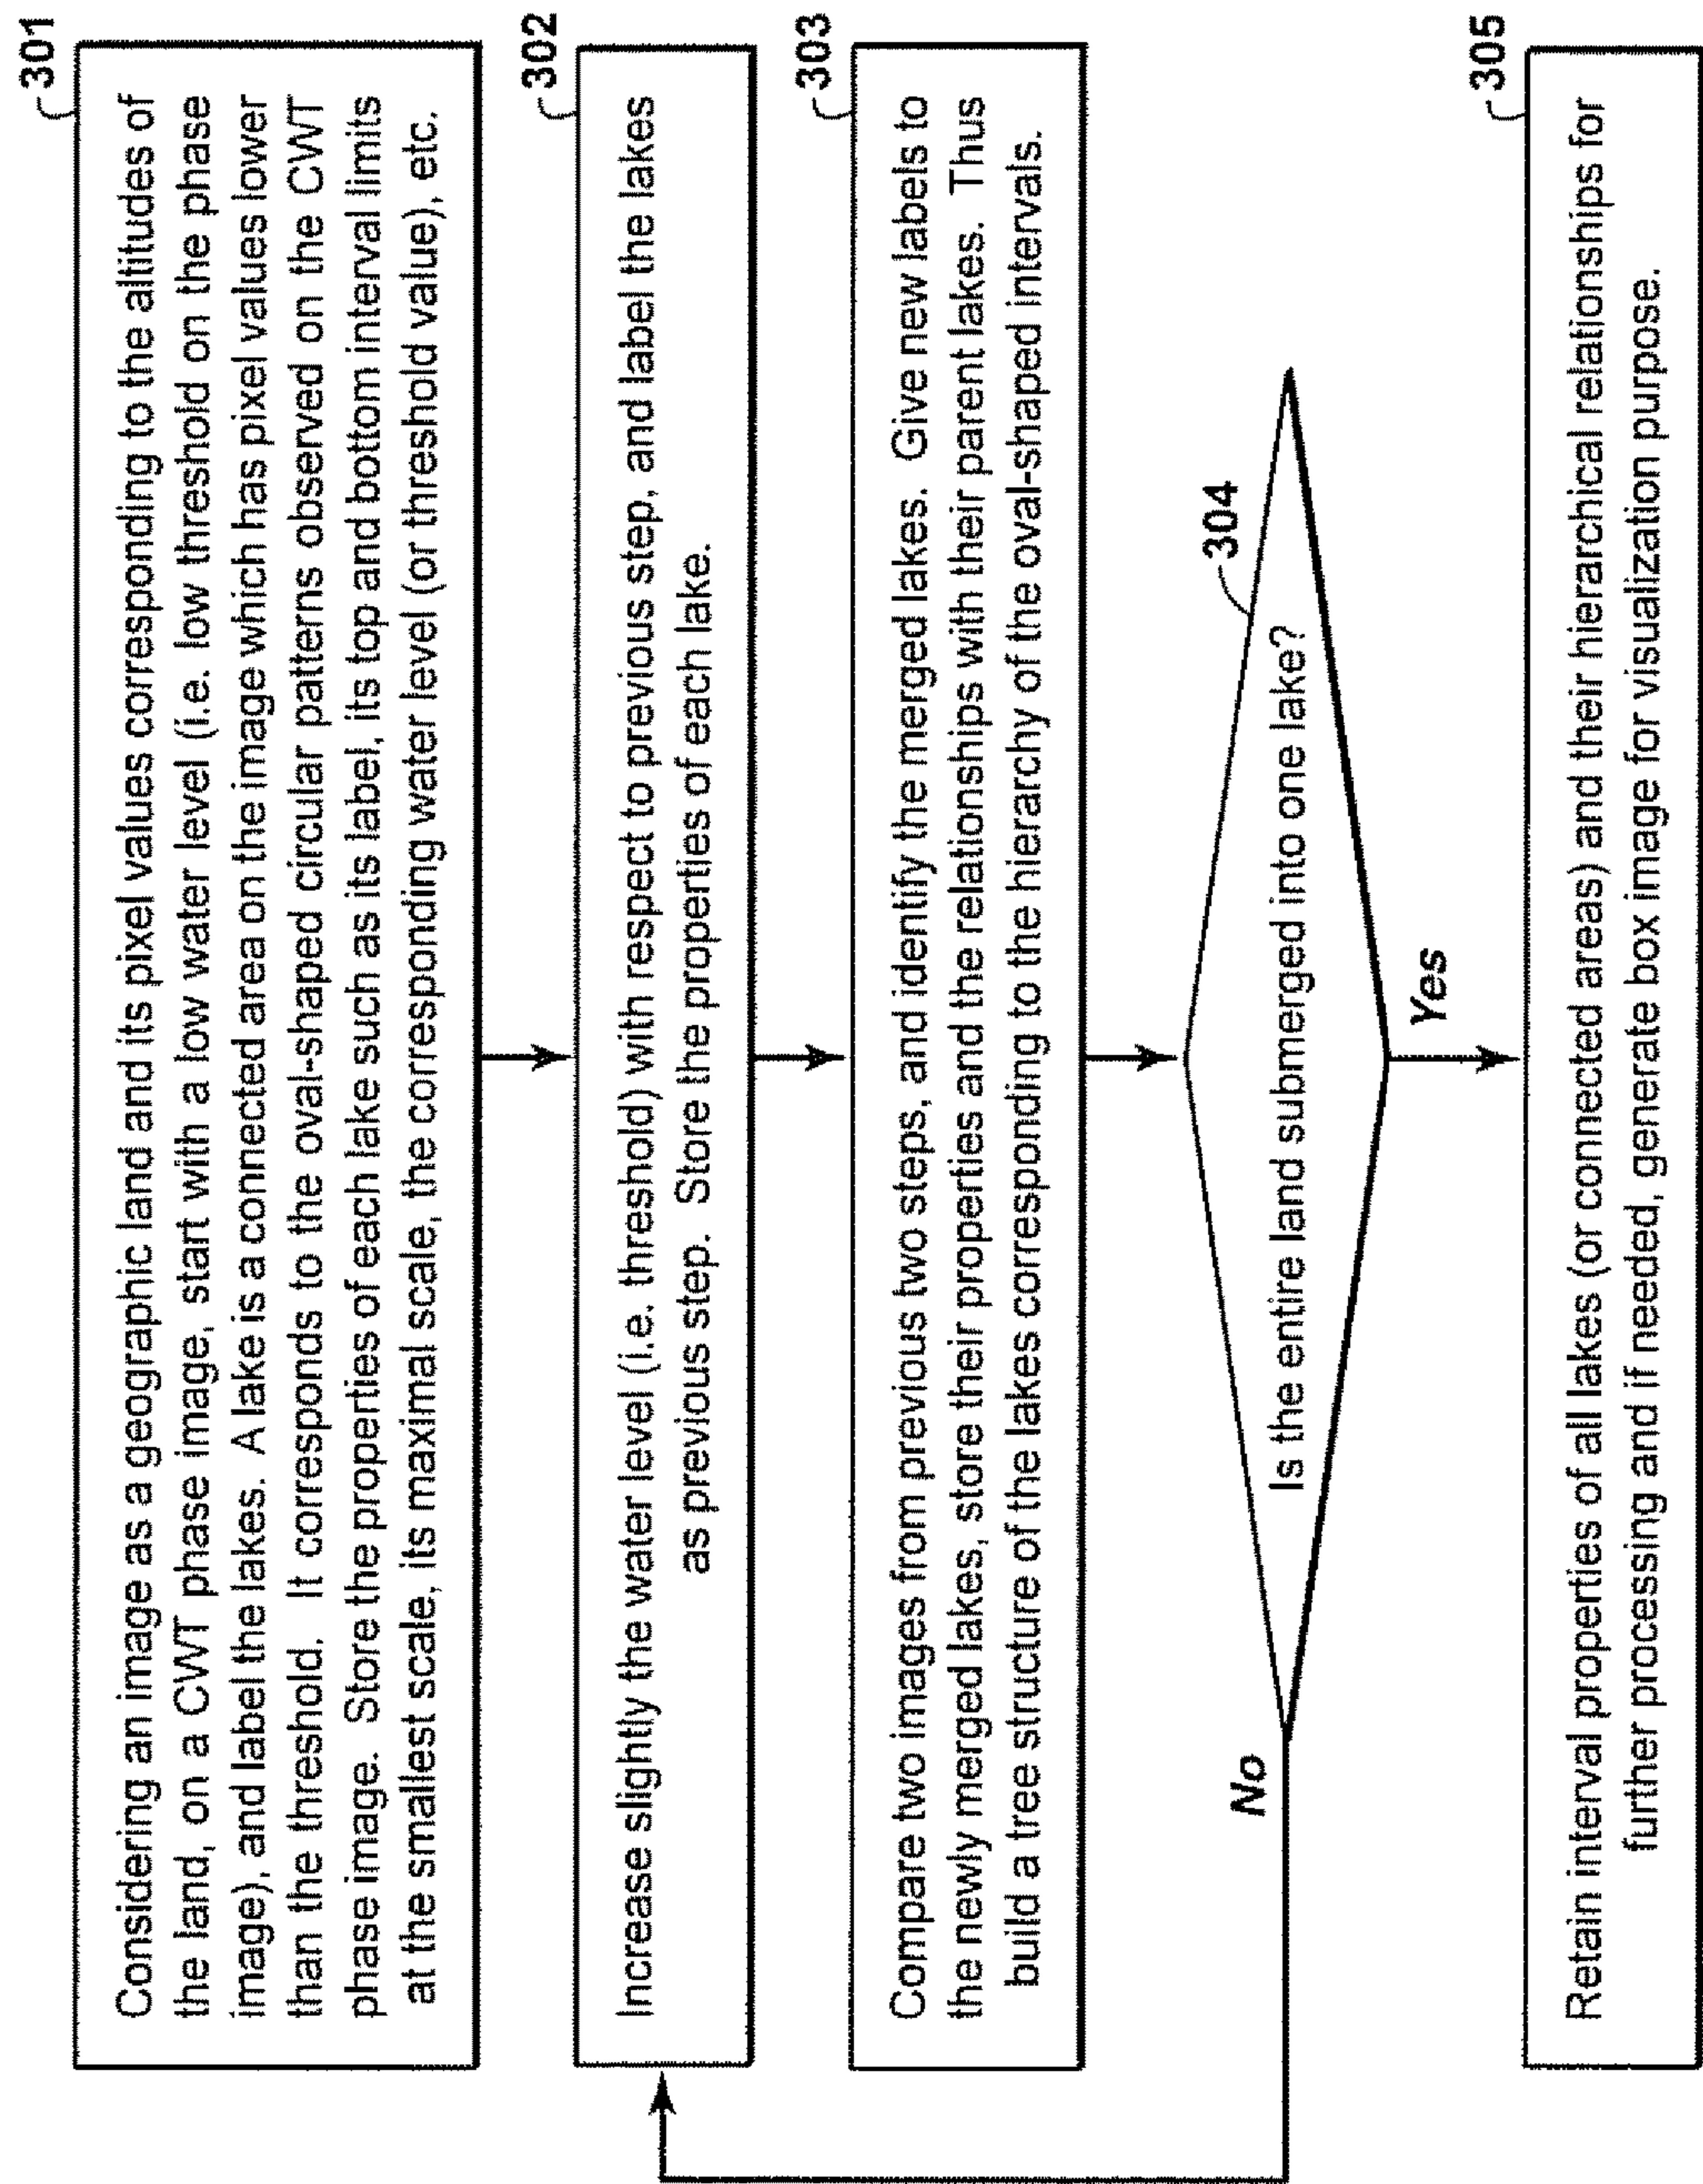 301
Considering an image as a geographic land and its pixel values corresponding to the altitudes of
the land, on a CWT phase image, start with a low water level (i.e. low threshold on the phase
image), and label the lakes. A lake is a connected area on the image which has pixel values lower
than the threshold. It corresponds to the oval-shaped circular patterns observed on the CWT
phase image. Store the properties of each lake such as its label, its top and bottom interval limits
at the smallest scale, its maximal scale, the corresponding water level (or threshold value), etc.
302
Increase slightly the water level (i.e. threshold) with respect to previous step, and label the lakes
as previous step. Store the properties of each lake.
303
Compare two images from previous two steps, and identify the merged lakes. Give new labels to
the newly merged lakes, store their properties and the relationships with their parent lakes. Thus
build a tree structure of the lakes corresponding to the hierarchy of the oval-shaped intervals.
304
Is the entire land submerged into one lake?
No
Yes
305
Retain interval properties of all lakes (or connected areas) and their hierarchical relationships for
further processing and if needed, generate box image for visualization purpose.